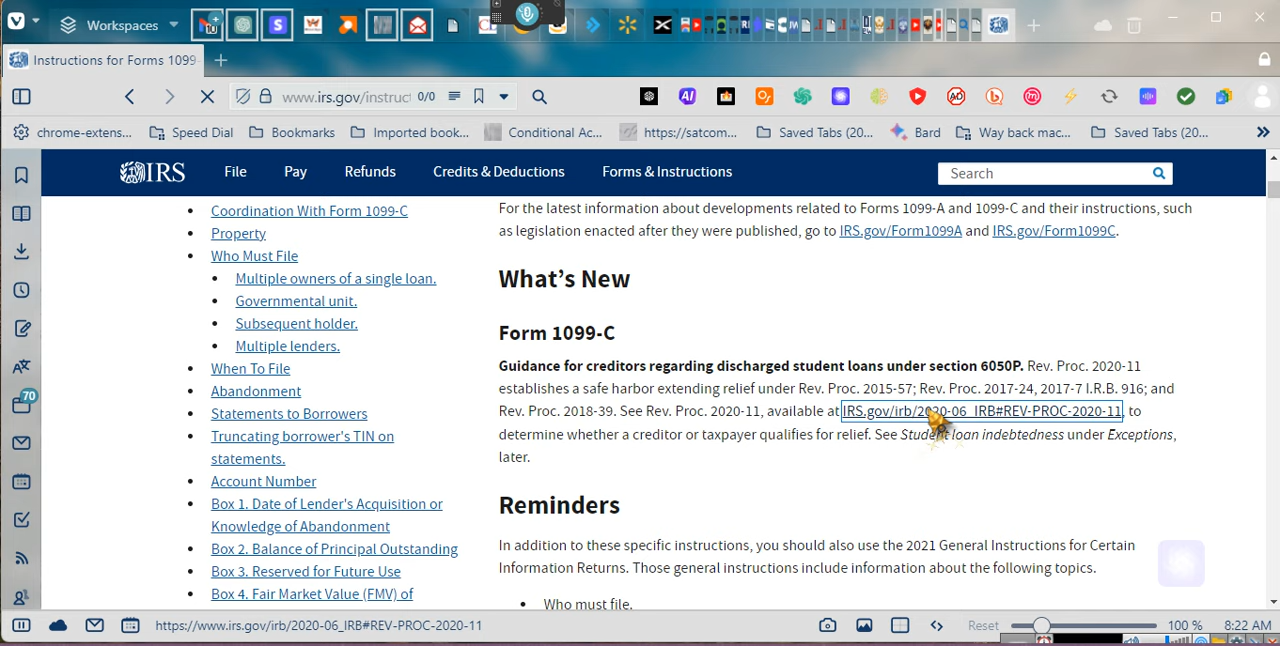 Workspaces
Instructions for Forms 1099
www.irs.gov/instruct
0/0
chrome-extens...
Speed Dial
Bookmarks
Imported book...
Conditional Ac...
https://satcom...
Saved Tabs (20...
Bard
Way back mac...
Saved Tabs (20...
IRS
File
Pay
Refunds
Credits & Deductions
Forms & Instructions
Search
70
Coordination With Form 1099-C
Property
Who Must File
Multiple owners of a single loan.
Governmental unit.
Subsequent holder.
Multiple lenders.
When To File
Abandonment
Statements to Borrowers
Truncating borrower's TIN on
statements.
Account Number
Box 1. Date of Lender's Acquisition or
Knowledge of Abandonment
Box 2. Balance of Principal Outstanding
Box 3. Reserved for Future Use
Box 4. Fair Market Value (FMV) of
For the latest information about developments related to Forms 1099-A and 1099-C and their instructions, such
as legislation enacted after they were published, go to IRS.gov/Form1099A and IRS.gov/Form1099C.
What’s New
Form 1099-C
Guidance for creditors regarding discharged student loans under section 6050P. Rev. Proc. 2020-11
establishes a safe harbor extending relief under Rev. Proc. 2015-57; Rev. Proc. 2017-24, 2017-7 I.R.B. 916; and
Rev. Proc. 2018-39. See Rev. Proc. 2020-11, available at IRS.gov/irb/2020-06_IRB#REV-PROC-2020-11, to
determine whether a creditor or taxpayer qualifies for relief. See Student loan indebtedness under Exceptions,
later.
Reminders
In addition to these specific instructions, you should also use the 2021 General Instructions for Certain
Information Returns. Those general instructions include information about the following topics.
Who must file.
https://www.irs.gov/irb/2020-06_IRB#REV-PROC-2020-11
Reset
100 %
8:22 AM